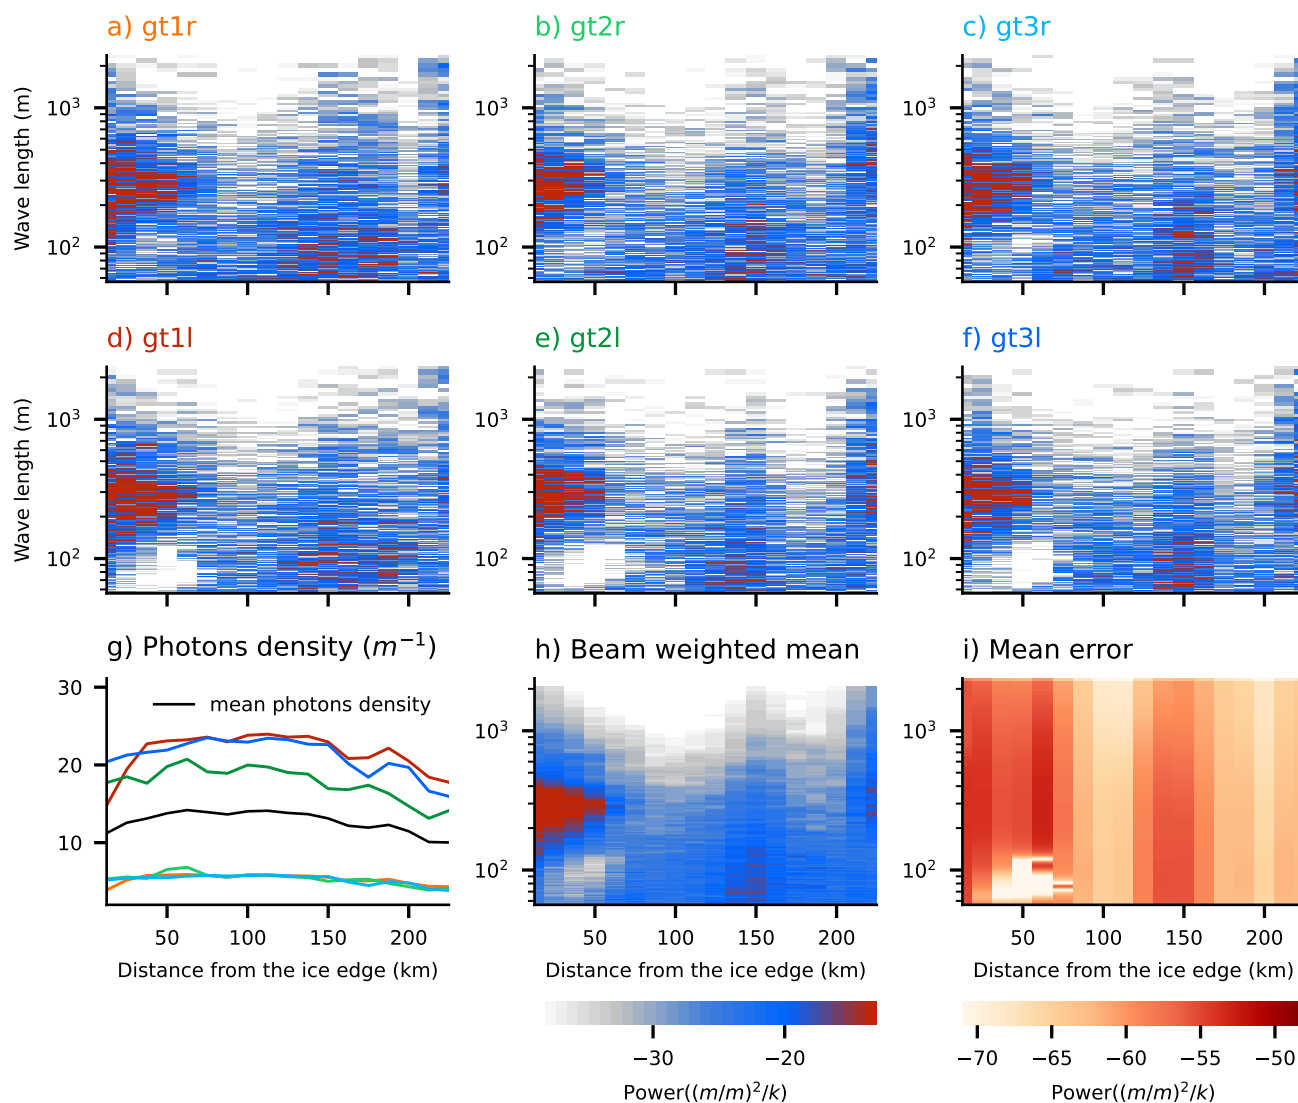 a) gt1r
b) gt2r
c) gt3r
Wave length (m)
10³
10²
10³
10²
10³
10²
d) gt1l
e) gt2l
f) gt3l
Wave length (m)
10³
10²
10³
10²
10³
10²
g) Photons density (m⁻¹)
h) Beam weighted mean
i) Mean error
30
20
10
mean photons density
10³
10²
10³
10²
50 100 150 200
50 100 150 200
50 100 150 200
Distance from the ice edge (km)
Distance from the ice edge (km)
Distance from the ice edge (km)
−30 −20
−70 −65 −60 −55 −50
Power((m/m)²/k)
Power((m/m)²/k)